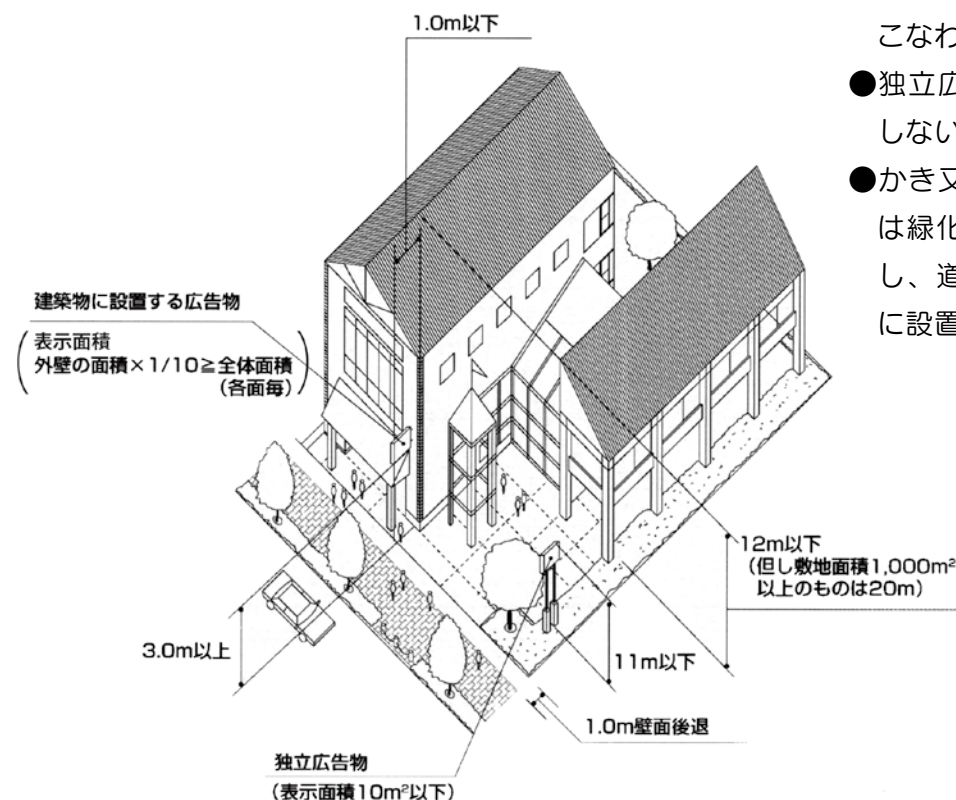 1.0m以下
こなわ
●独立広
しない
●かき又
は緑化
し、道
に設置
建築物に設置する広告物
表示面積
外壁の面積×1/10≧全体面積
(各面毎)
12m以下
(但し敷地面積1,000m²
以上のものは20m)
3.0m以上
11m以下
1.0m壁面後退
独立広告物
(表示面積10m²以下)